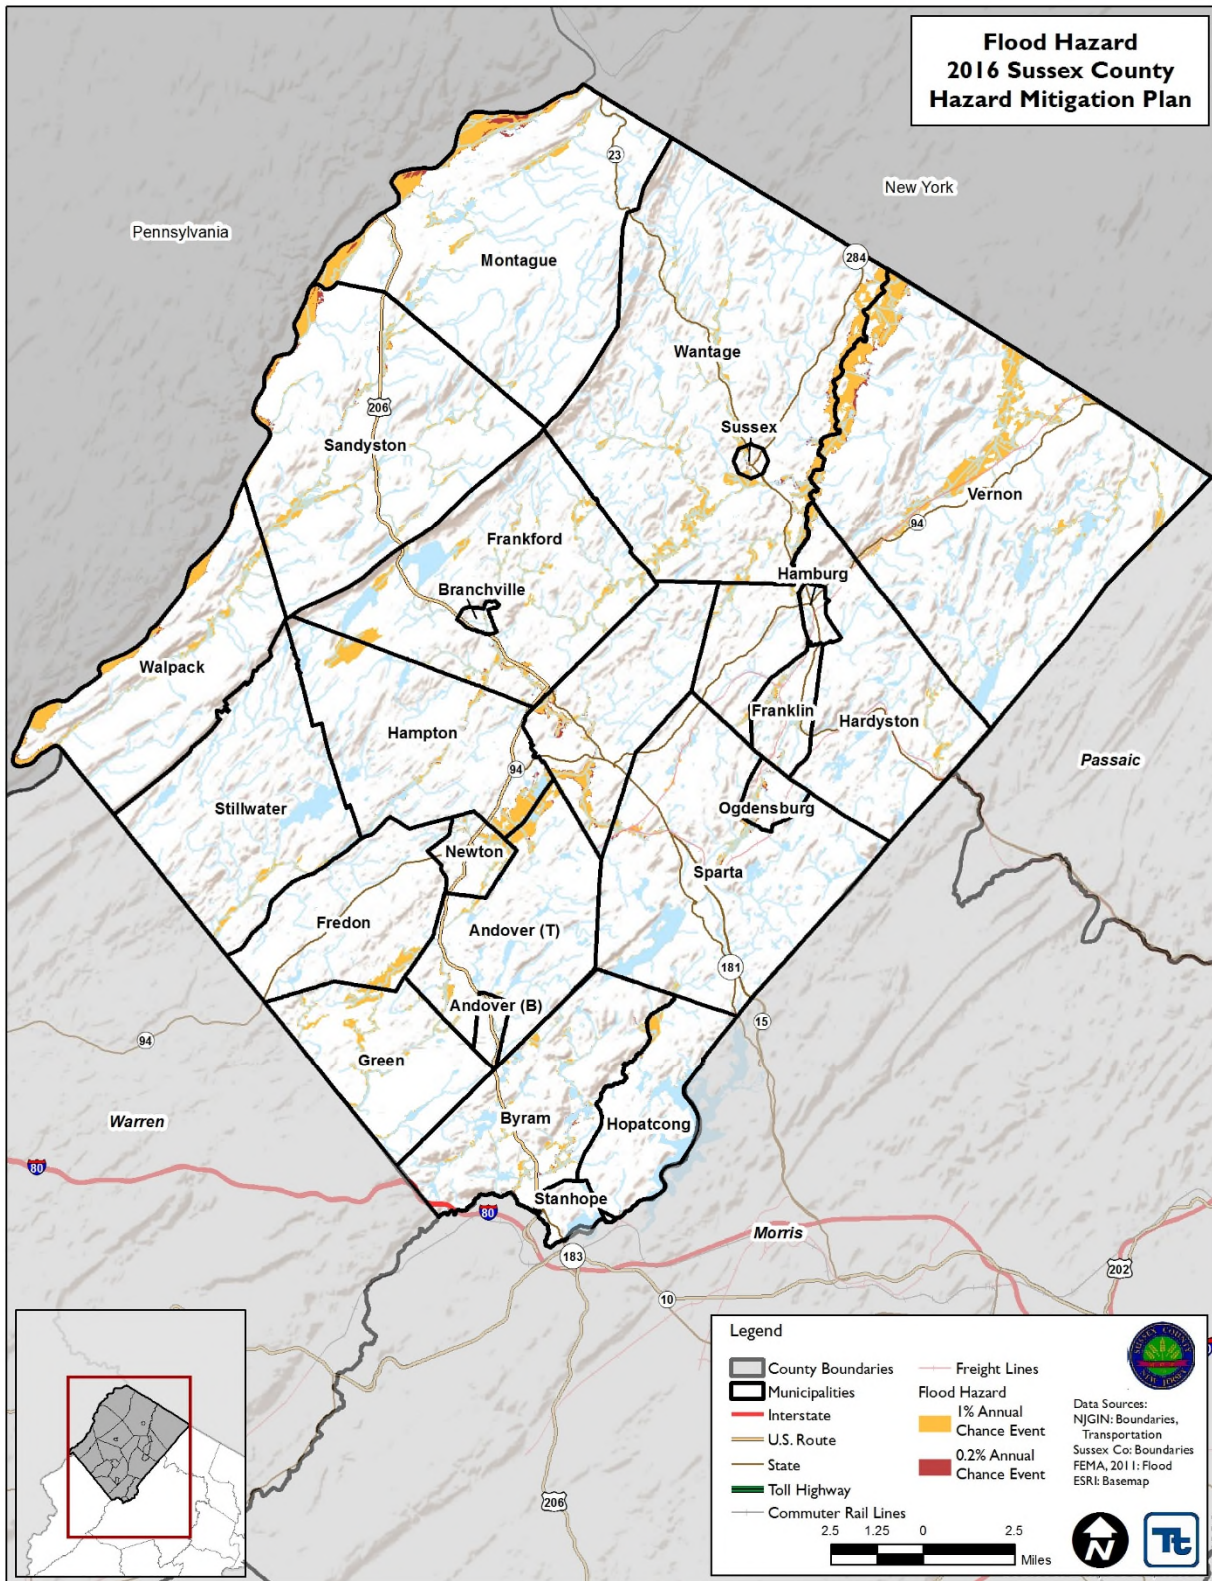 Flood Hazard
2016 Sussex County
Hazard Mitigation Plan
New York
Pennsylvania
23
284
Montague
Wantage
206
Sussex
Sandyston
Vernon
94
Frankford
Hamburg
Branchville
Walpack
Franklin
Hardyston
Hampton
94
Passaic
Stillwater
Ogdensburg
Newton
Sparta
Fredon
Andover (T)
181
Andover (B)
15
94
Green
Warren
Byram
Hopatcong
80
Stanhope
80
Morris
183
202
10
206
Legend
County Boundaries
Municipalities
Interstate
U.S. Route
State
Toll Highway
Commuter Rail Lines
Freight Lines
Flood Hazard
1% Annual
Chance Event
0.2% Annual
Chance Event
SUSSEX COUNTY
NEW JERSEY
Data Sources:
NJGIN: Boundaries,
Transportation
Sussex Co: Boundaries
FEMA, 2011: Flood
ESRI: Basemap
2.5 1.25 0 2.5
Miles
N
Tt